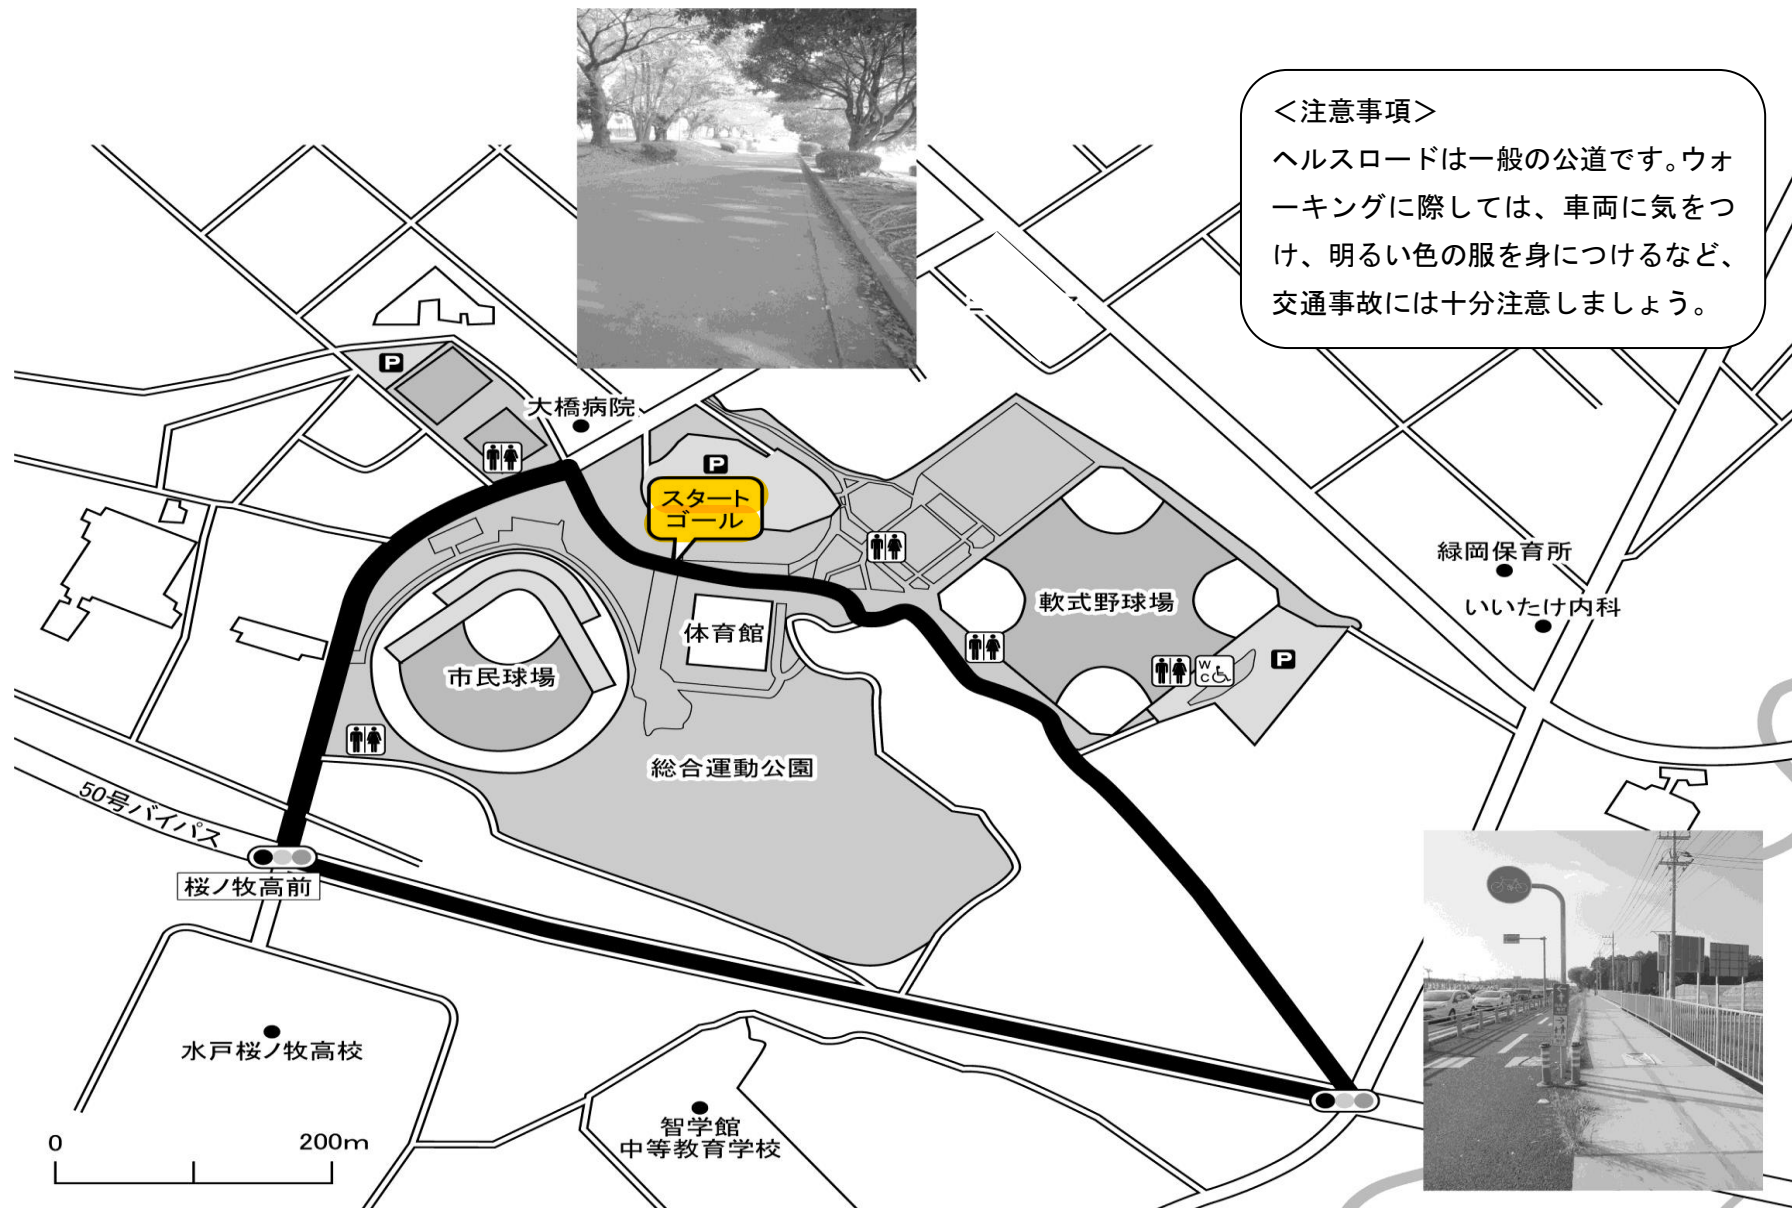 ＜注意事項＞
ヘルスロードは一般の公道です。ウォ
ーキングに際しては、車両に気をつ
け、明るい色の服を身につけるなど、
交通事故には十分注意しましょう。
P
大橋病院
P
スタート
ゴール
緑岡保育所
いいたけ内科
軟式野球場
体育館
市民球場
P
WC
総合運動公園
50号バイパス
桜ノ牧高前
水戸桜ノ牧高校
智学館
中等教育学校
0 200m